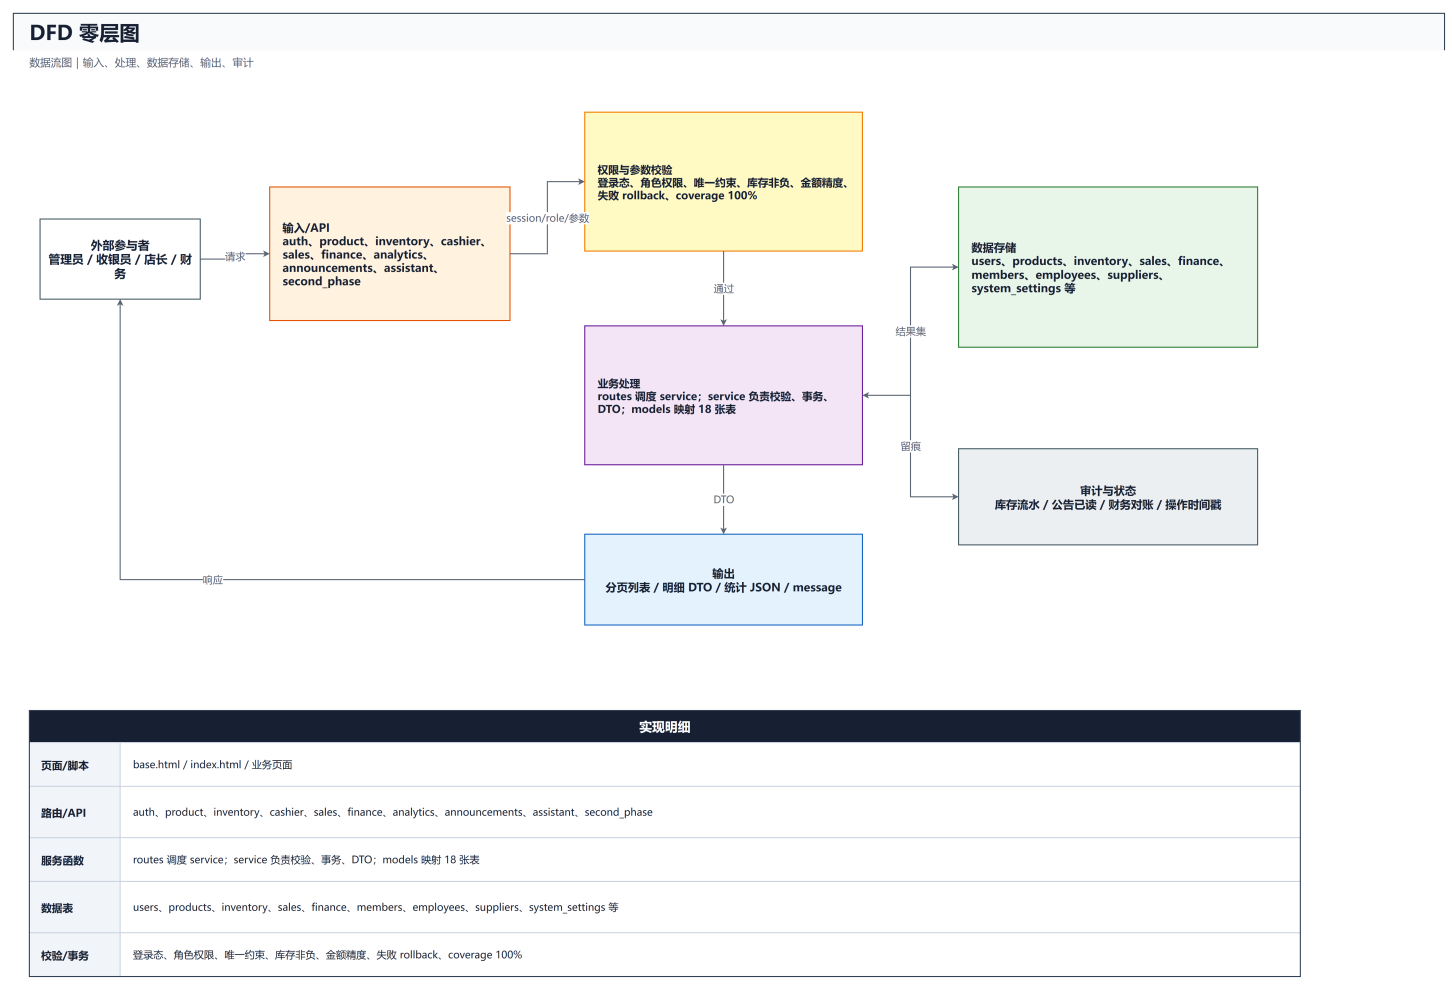 DFD 零层图
数据流图 | 输入、处理、数据存储、输出、审计
外部参与者
管理员 / 收银员 / 店长 / 财
务
请求
输入/API
auth、product、inventory、cashier、
sales、finance、analytics、
announcements、assistant、
second_phase
session/role/参数
权限与参数校验
登录态、角色权限、唯一约束、库存非负、金额精度、
失败 rollback、coverage 100%
通过
业务处理
routes 调度 service；service 负责校验、事务、
DTO；models 映射 18 张表
结果集
数据存储
users、products、inventory、sales、finance、
members、employees、suppliers、
system_settings 等
留痕
审计与状态
库存流水 / 公告已读 / 财务对账 / 操作时间戳
DTO
输出
分页列表 / 明细 DTO / 统计 JSON / message
响应
实现明细
页面/脚本 base.html / index.html / 业务页面
路由/API auth、product、inventory、cashier、sales、finance、analytics、announcements、assistant、second_phase
服务函数 routes 调度 service；service 负责校验、事务、DTO；models 映射 18 张表
数据表 users、products、inventory、sales、finance、members、employees、suppliers、system_settings 等
校验/事务 登录态、角色权限、唯一约束、库存非负、金额精度、失败 rollback、coverage 100%